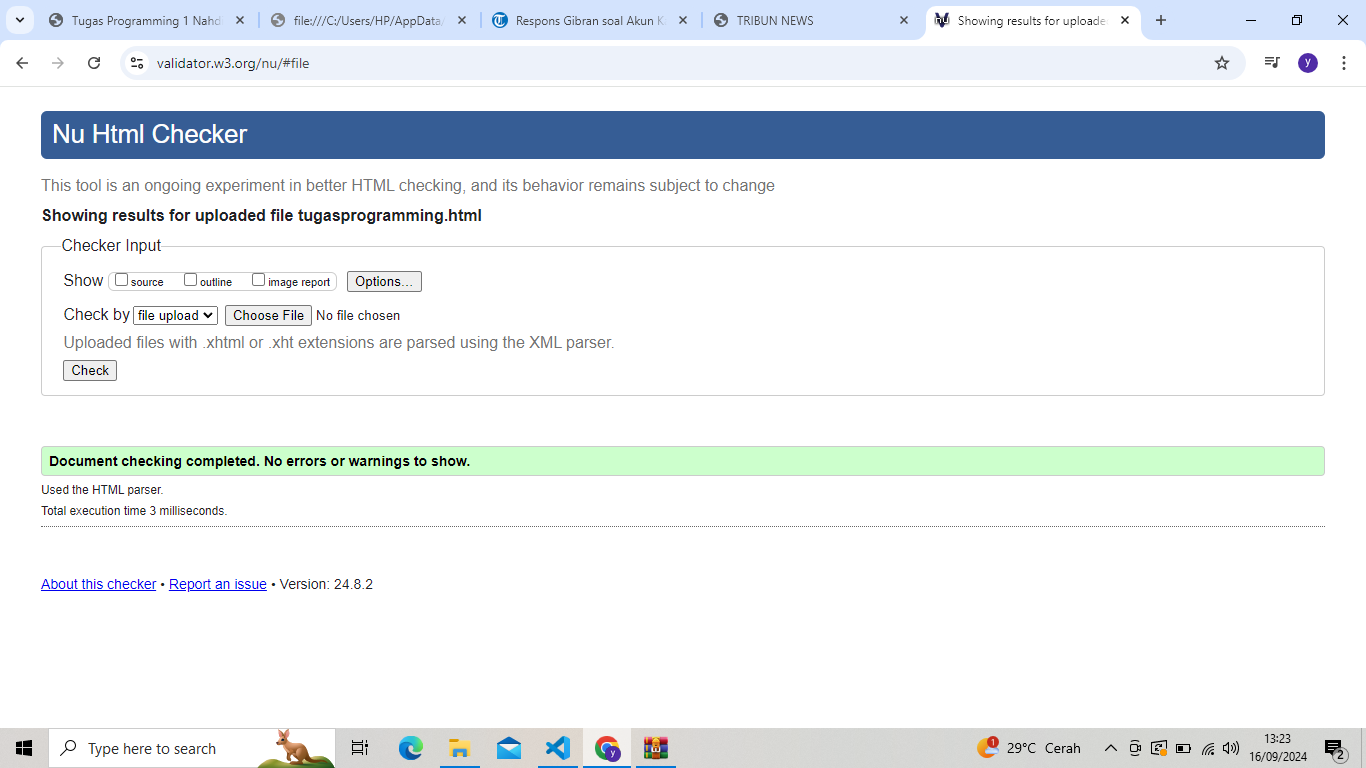 Tugas Programming 1 Nahd
file:///C:/Users/HP/AppData/
Respons Gibran soal Akun K
TRIBUN NEWS
Showing results for uploade
validator.w3.org/nu/#file
y
Nu Html Checker
This tool is an ongoing experiment in better HTML checking, and its behavior remains subject to change
Showing results for uploaded file tugasprogramming.html
Checker Input
Show source outline image report Options...
Check by file upload Choose File No file chosen
Uploaded files with .xhtml or .xht extensions are parsed using the XML parser.
Check
Document checking completed. No errors or warnings to show.
Used the HTML parser.
Total execution time 3 milliseconds.
About this checker • Report an issue • Version: 24.8.2
Type here to search
y
1
29°C Cerah
13:23
16/09/2024
2